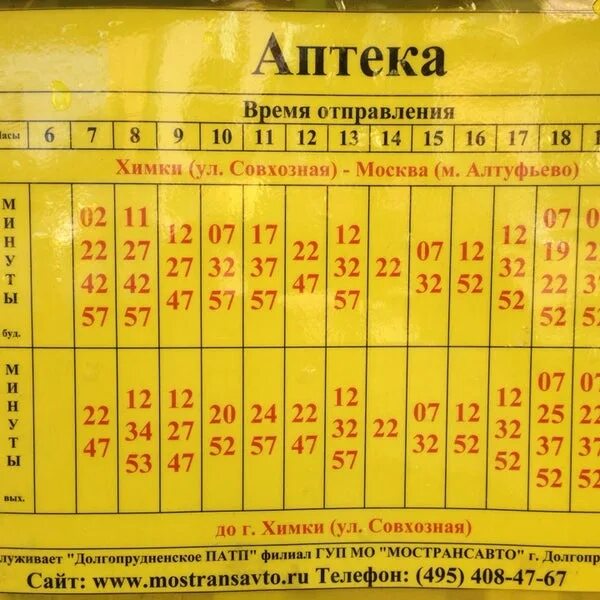 Аптека
Время отправления
6 7 8 9 10 11 12 13 14 15 16 17 18
Химки (ул. Совхозная) - Москва (м. Алтуфьево)
МИНУТЫ
буд.
02 11 07
12 07 17 12 12
22 27 22 07 12 19
27 32 37 32 22 32
42 42 47 32 52 22
47 57 57 57 52
57 57 52 52
МИНУТЫ
вых.
07 07
12 12 12 12
22 20 24 22 07 12 25 22
34 27 32 22 32
47 52 57 47 32 52 37 37
53 47 57 52
52 52
до г. Химки (ул. Совхозная)
"Долгопрудненское ПАТП" филиал ГУП МО "МОСТРАНСАВТО" г.
Сайт: www.mostransavto.ru Телефон: (495) 408-47-67